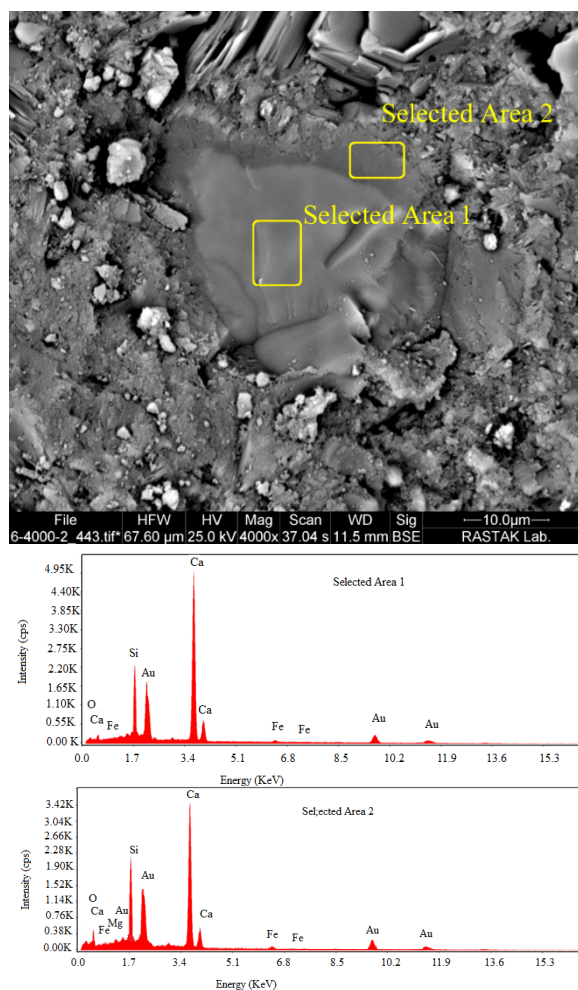 Selected Area 2
Selected Area 1
File HFW HV Mag Scan WD Sig 10.0µm
6-4000-2_443.tif* 67.60 µm 25.0 kV 4000x 37.04 s 11.5 mm BSE RASTAK Lab.
Selected Area 1
Intensity (cps)
4.95K
4.40K
3.85K
3.30K
2.75K
2.20K
1.65K
1.10K
0.55K
0.00 K
O
Ca
Fe
Si
Au
Ca
Ca
Fe
Fe
Au
Au
0.0 1.7 3.4 5.1 6.8 8.5 10.2 11.9 13.6 15.3
Energy (KeV)
Sel;ected Area 2
Intensity (cps)
3.42K
3.04K
2.66K
2.28K
1.90K
1.52K
1.14K
0.76K
0.38K
0.00K
O
Ca
Fe
Mg
Au
Si
Au
Ca
Ca
Fe
Fe
Au
Au
0.0 1.7 3.4 5.1 6.8 8.5 10.2 11.9 13.6 15.3
Energy (KeV)